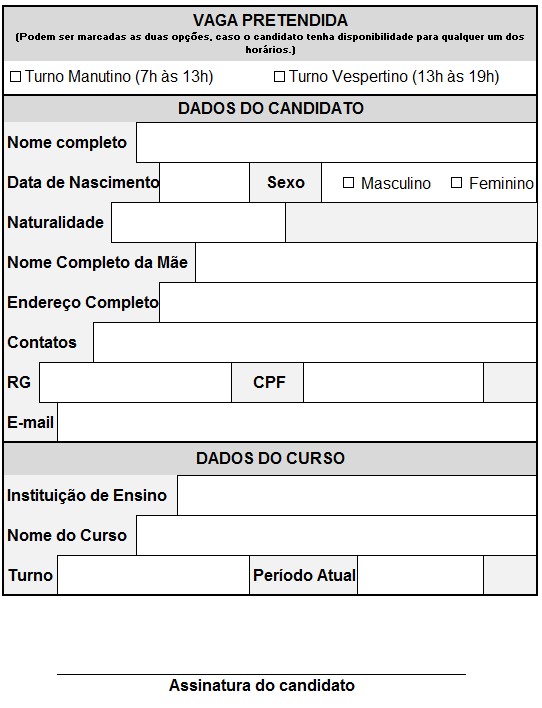 VAGA PRETENDIDA
(Podem ser marcadas as duas opções, caso o candidato tenha disponibilidade para qualquer um dos
horários.)
Turno Manutino (7h às 13h) Turno Vespertino (13h às 19h)
DADOS DO CANDIDATO
Nome completo
Data de Nascimento Sexo Masculino Feminino
Naturalidade
Nome Completo da Mãe
Endereço Completo
Contatos
RG CPF
E-mail
DADOS DO CURSO
Instituição de Ensino
Nome do Curso
Turno Período Atual
Assinatura do candidato